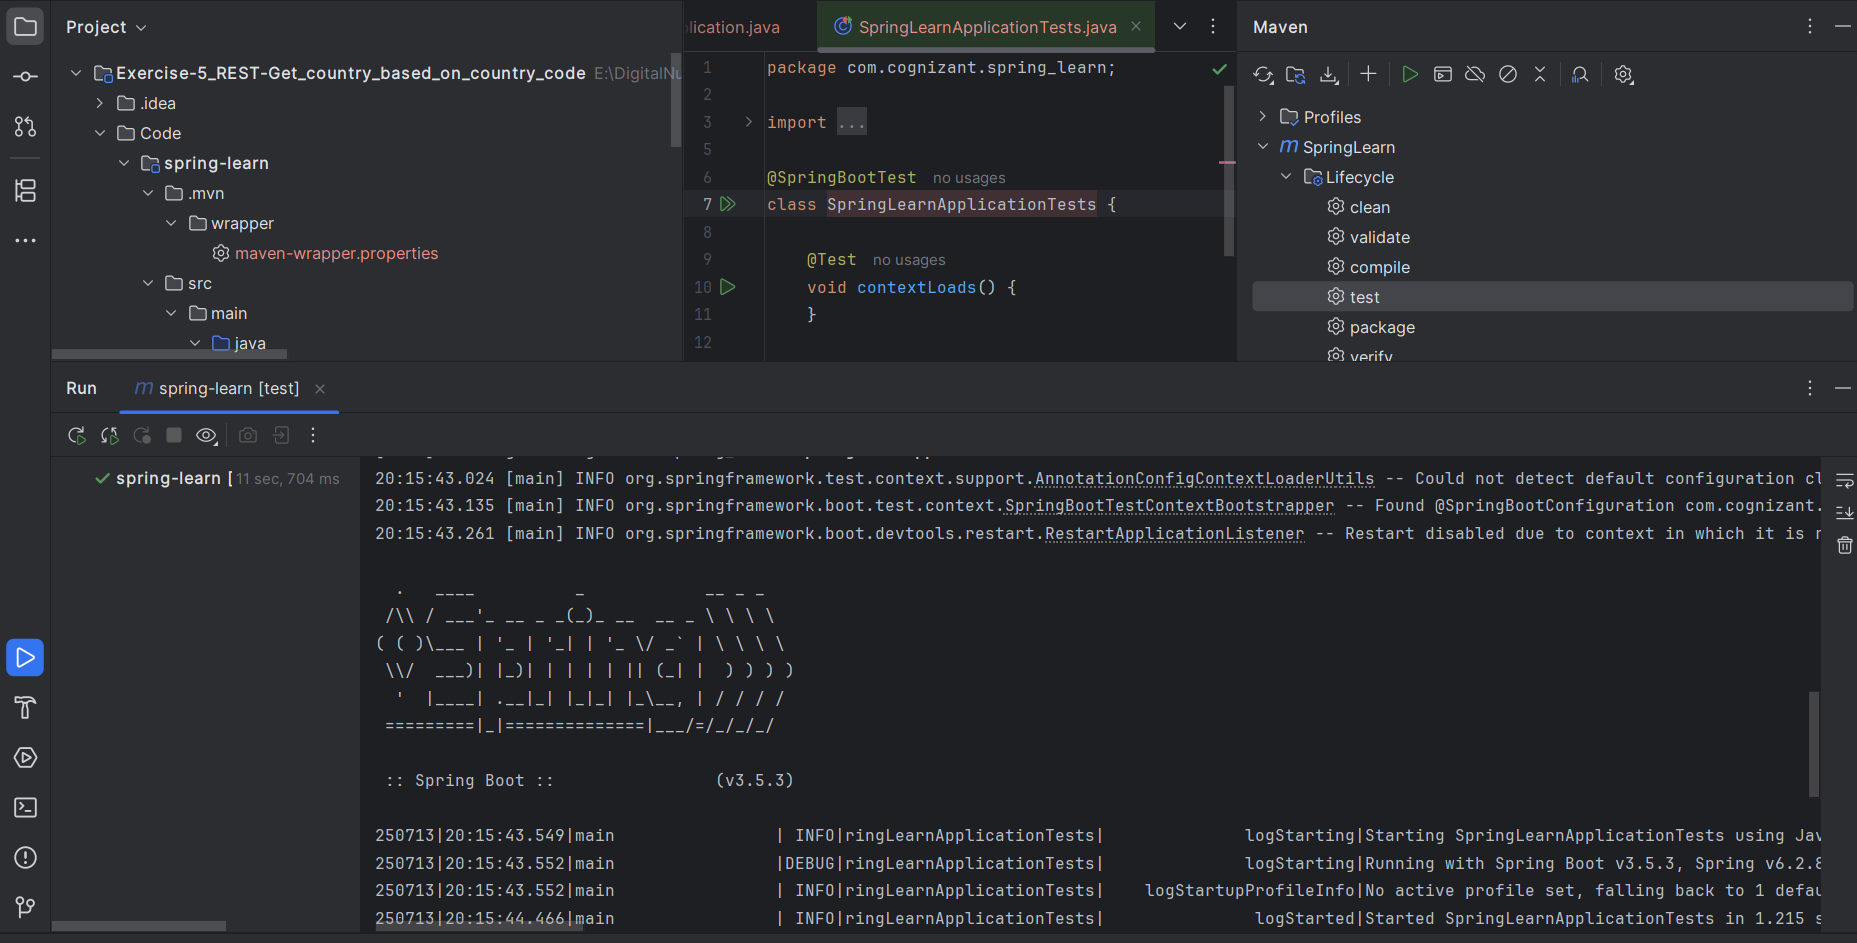 Project
Exercise-5_REST-Get_country_based_on_country_code E:\DigitalNu
.idea
Code
spring-learn
.mvn
wrapper
maven-wrapper.properties
src
main
java
lication.java
SpringLearnApplicationTests.java
1 package com.cognizant.spring_learn;
2
3 import ...
5
6 @SpringBootTest no usages
7 class SpringLearnApplicationTests {
8
9 @Test no usages
10 void contextLoads() {
11 }
12
Maven
Profiles
m SpringLearn
Lifecycle
clean
validate
compile
test
package
verify
Run
m spring-learn [test]
spring-learn [ 11 sec, 704 ms
20:15:43.024 [main] INFO org.springframework.test.context.support.AnnotationConfigContextLoaderUtils -- Could not detect default configuration cl
20:15:43.135 [main] INFO org.springframework.boot.test.context.SpringBootTestContextBootstrapper -- Found @SpringBootConfiguration com.cognizant.
20:15:43.261 [main] INFO org.springframework.boot.devtools.restart.RestartApplicationListener -- Restart disabled due to context in which it is r
  .   ____          _            __ _ _
 /\\ / ___'_ __ _ _(_)_ __  __ _ \ \ \ \
( ( )\___ | '_ | '_| | '_ \/ _` | \ \ \ \
 \\/  ___)| |_)| | | | | || (_| |  ) ) ) )
  '  |____| .__|_| |_|_| |_\__, | / / / /
 =========|_|==============|___/=/_/_/_/
:: Spring Boot :: (v3.5.3)
250713|20:15:43.549|main | INFO|ringLearnApplicationTests| logStarting|Starting SpringLearnApplicationTests using Jav
250713|20:15:43.552|main |DEBUG|ringLearnApplicationTests| logStarting|Running with Spring Boot v3.5.3, Spring v6.2.8
250713|20:15:43.552|main | INFO|ringLearnApplicationTests| logStartupProfileInfo|No active profile set, falling back to 1 defau
250713|20:15:44.466|main | INFO|ringLearnApplicationTests| logStarted|Started SpringLearnApplicationTests in 1.215 s